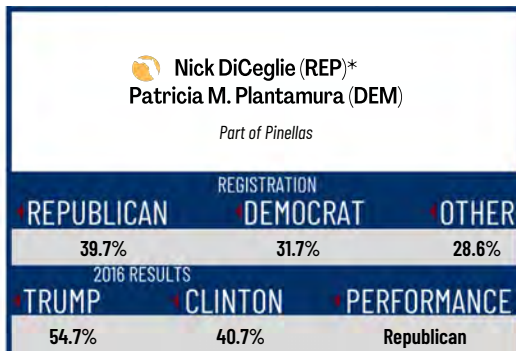 Nick DiCeglie (REP)*
Patricia M. Plantamura (DEM)
Part of Pinellas
REGISTRATION
REPUBLICAN DEMOCRAT OTHER
39.7% 31.7% 28.6%
2016 RESULTS
TRUMP CLINTON PERFORMANCE
54.7% 40.7% Republican